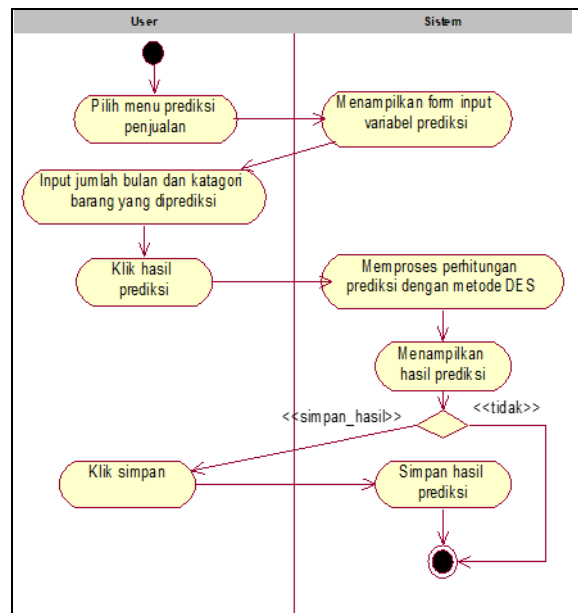 User
Sistem
Pilih menu prediksi
penjualan
Menampilkan form input
variabel prediksi
Input jumlah bulan dan katagori
barang yang diprediksi
Klik hasil
prediksi
Memproses perhitungan
prediksi dengan metode DES
Menampilkan
hasil prediksi
<<simpan_hasil>>
<<tidak>>
Klik simpan
Simpan hasil
prediksi